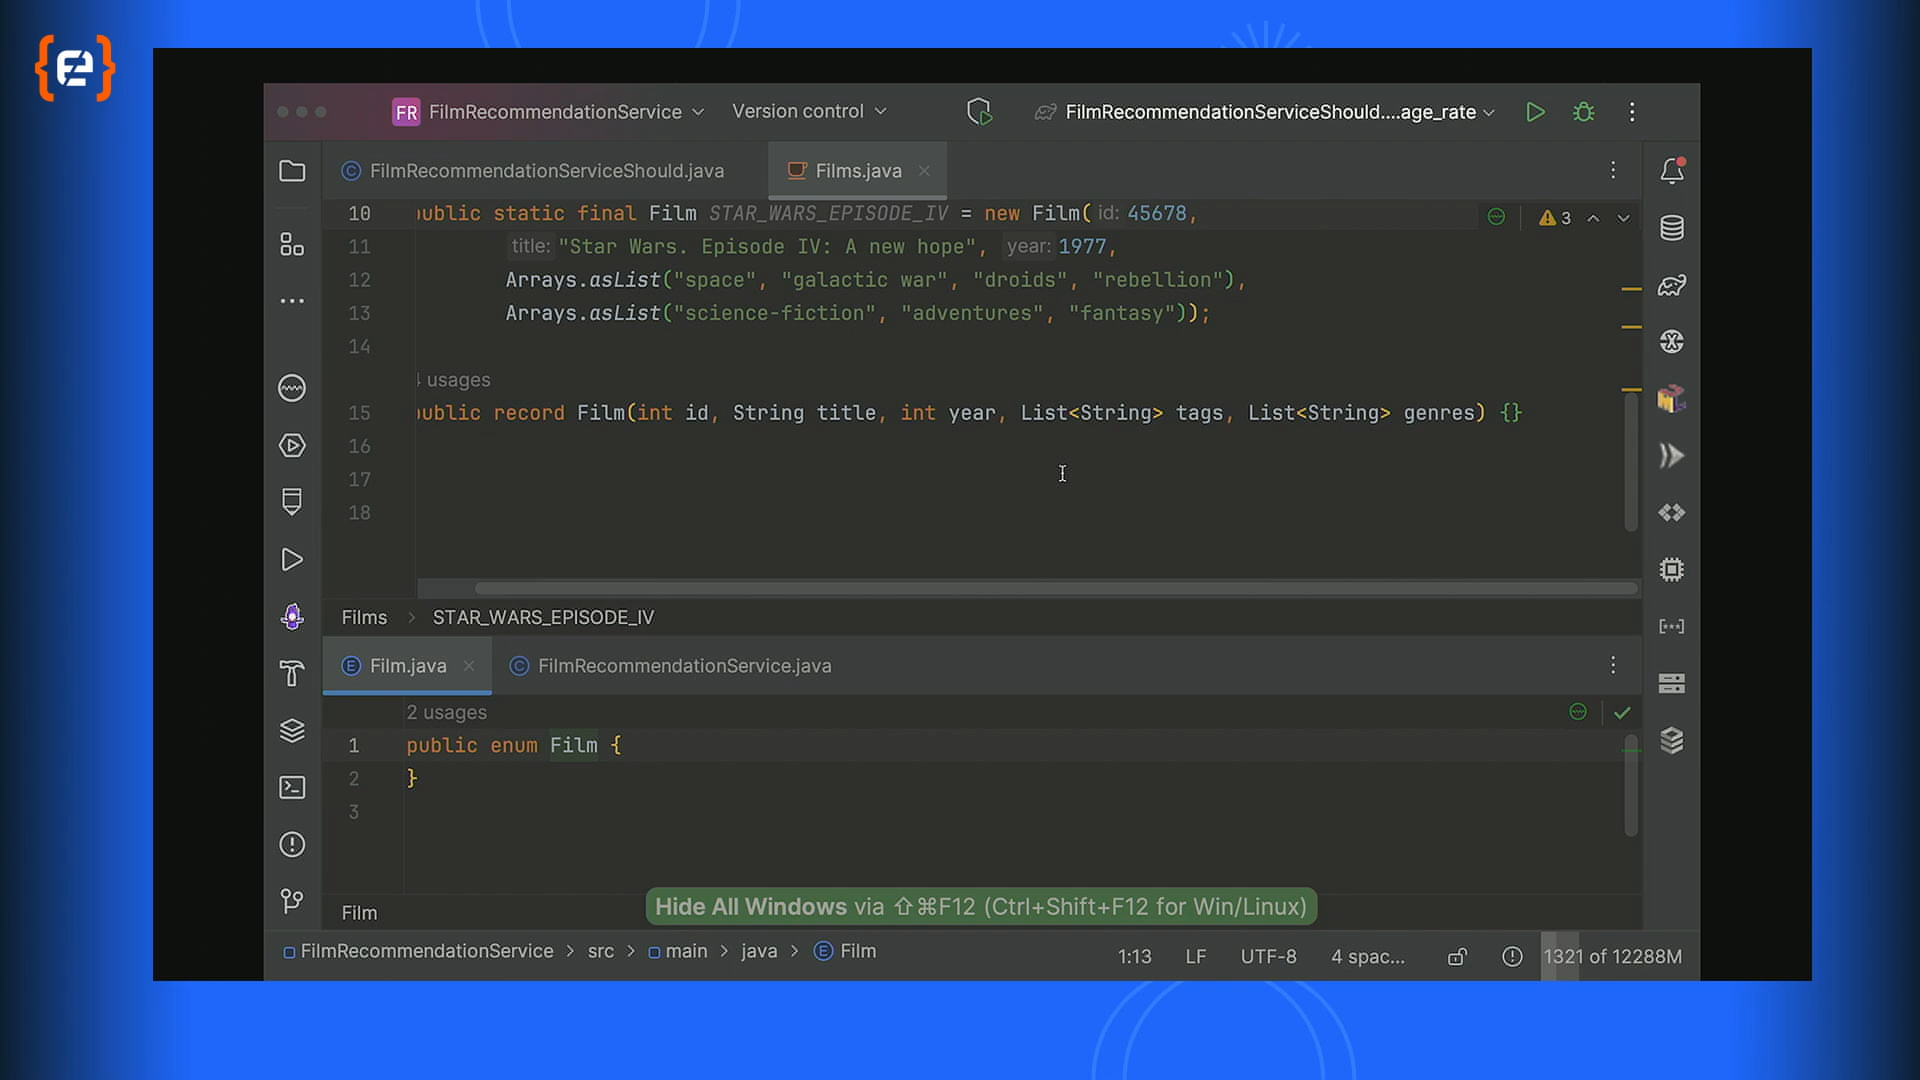 FR FilmRecommendationService Version control FilmRecommendationServiceShould....age_rate
FilmRecommendationServiceShould.java Films.java
10 public static final Film STAR_WARS_EPISODE_IV = new Film( id: 45678, 3
11 title: "Star Wars. Episode IV: A new hope", year: 1977,
12 Arrays.asList("space", "galactic war", "droids", "rebellion"),
13 Arrays.asList("science-fiction", "adventures", "fantasy"));
14
4 usages
15 public record Film(int id, String title, int year, List<String> tags, List<String> genres) {}
16
17
18
Films > STAR_WARS_EPISODE_IV
Film.java FilmRecommendationService.java
2 usages
1 public enum Film {
2 }
3
Film
Hide All Windows via ⇧⌘F12 (Ctrl+Shift+F12 for Win/Linux)
FilmRecommendationService > src > main > java > Film 1:13 LF UTF-8 4 spac... 1321 of 12288M